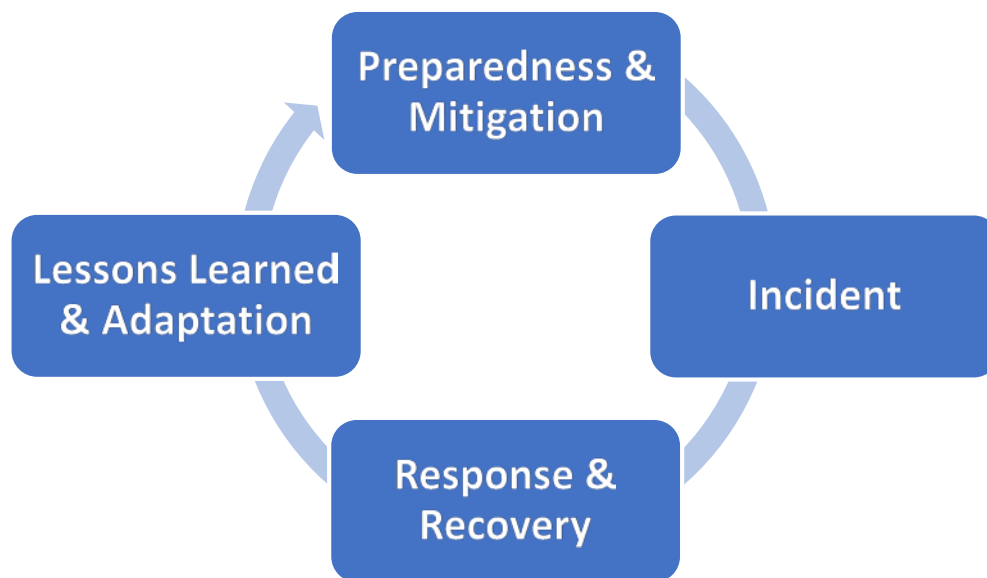 Preparedness &
Mitigation
Incident
Response &
Recovery
Lessons Learned
& Adaptation